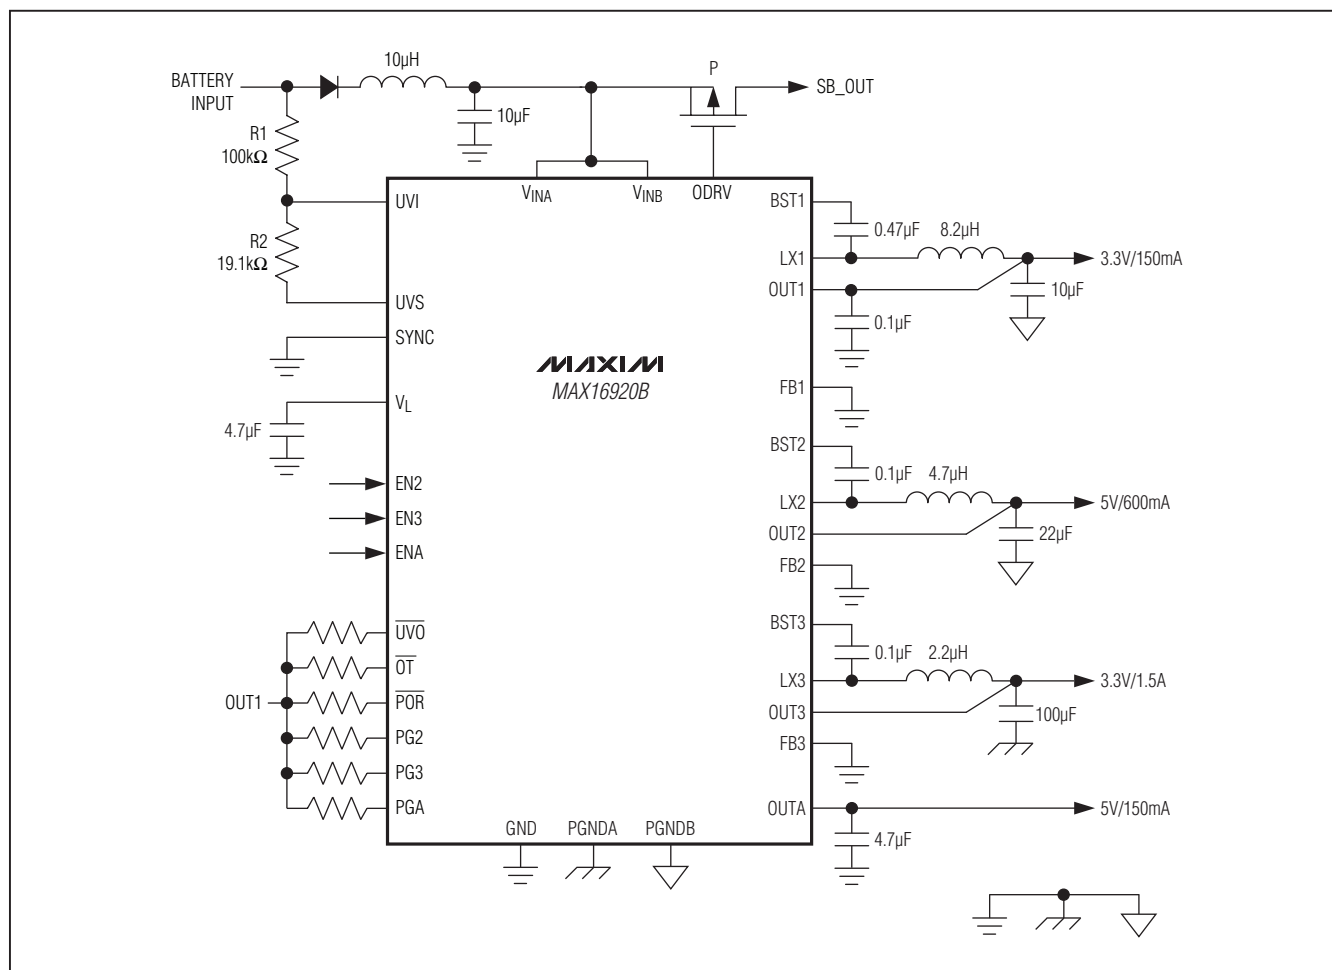 BATTERY
INPUT
10µH
10µF
P
SB_OUT
R1
100kΩ
R2
19.1kΩ
UVI
UVS
SYNC
VL
4.7µF
EN2
EN3
ENA
UVO
OT
POR
PG2
PG3
PGA
OUT1
VINA
VINB
ODRV
MAXIM
MAX16920B
GND
PGNDA
PGNDB
BST1
0.47µF
8.2µH
LX1
3.3V/150mA
OUT1
10µF
0.1µF
FB1
BST2
0.1µF
4.7µH
LX2
5V/600mA
OUT2
22µF
FB2
BST3
0.1µF
2.2µH
LX3
3.3V/1.5A
OUT3
100µF
FB3
OUTA
5V/150mA
4.7µF